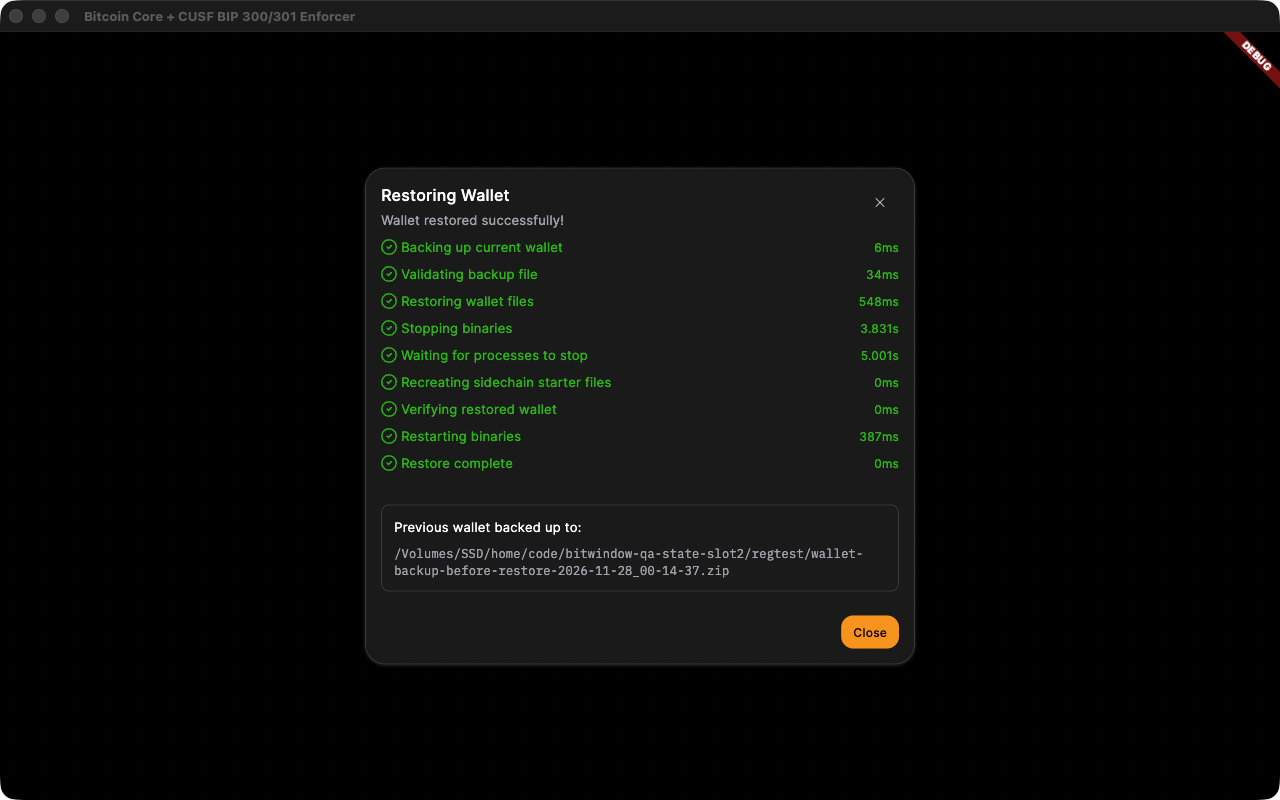 Bitcoin Core + CUSF BIP 300/301 Enforcer
DEBUG
Restoring Wallet
Wallet restored successfully!
Backing up current wallet 6ms
Validating backup file 34ms
Restoring wallet files 548ms
Stopping binaries 3.831s
Waiting for processes to stop 5.001s
Recreating sidechain starter files 0ms
Verifying restored wallet 0ms
Restarting binaries 387ms
Restore complete 0ms
Previous wallet backed up to:
/Volumes/SSD/home/code/bitwindow-qa-state-slot2/regtest/wallet-
backup-before-restore-2026-11-28_00-14-37.zip
Close